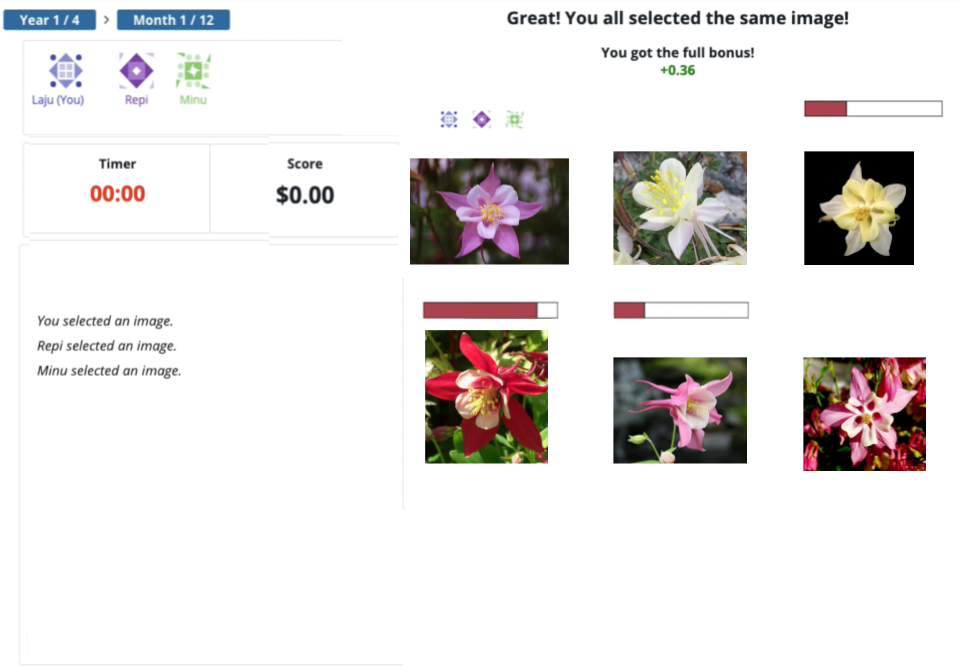 Year 1 / 4 > Month 1 / 12
Great! You all selected the same image!
You got the full bonus!
+0.36
Laju (You) Repi Minu
Timer Score
00:00 $0.00
You selected an image.
Repi selected an image.
Minu selected an image.